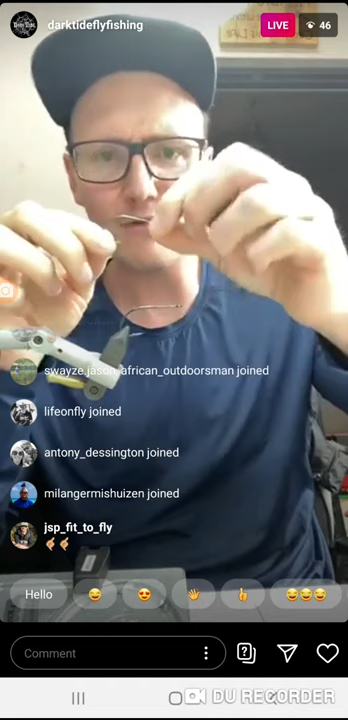 darktideflyfishing
LIVE
46
swayze.jason_african_outdoorsman joined
lifeonfly joined
antony_dessington joined
milangermishuizen joined
jsp_fit_to_fly
Hello
Comment
DU RECORDER